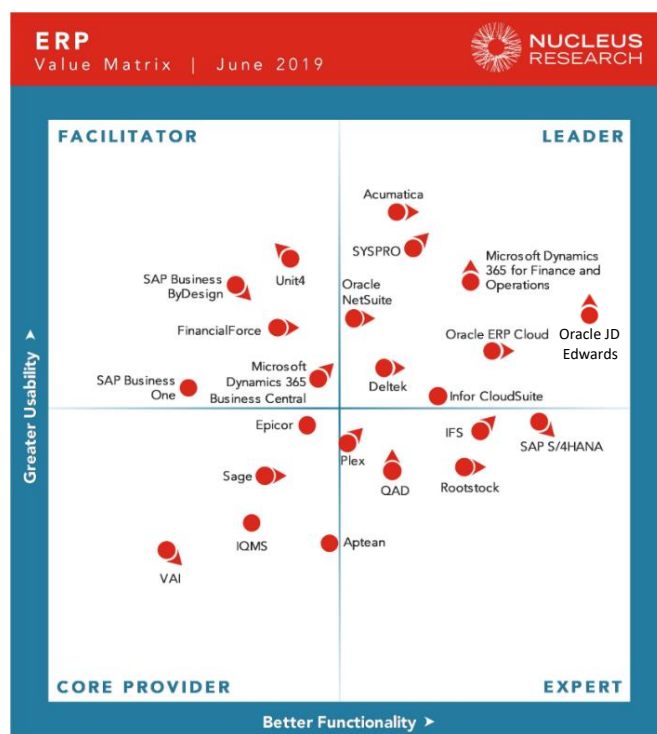 ERP
Value Matrix | June 2019
NUCLEUS
RESEARCH
FACILITATOR
LEADER
Acumatica
SYSPRO
Microsoft Dynamics
365 for Finance and
Operations
Unit4
SAP Business
ByDesign
Oracle
NetSuite
FinancialForce
Oracle ERP Cloud
Oracle JD
Edwards
Microsoft
Dynamics 365
Business Central
SAP Business
One
Deltek
Infor CloudSuite
Epicor
IFS
SAP S/4HANA
Plex
Sage
QAD
Rootstock
IQMS
Aptean
VAI
CORE PROVIDER
EXPERT
Greater Usability >
Better Functionality >